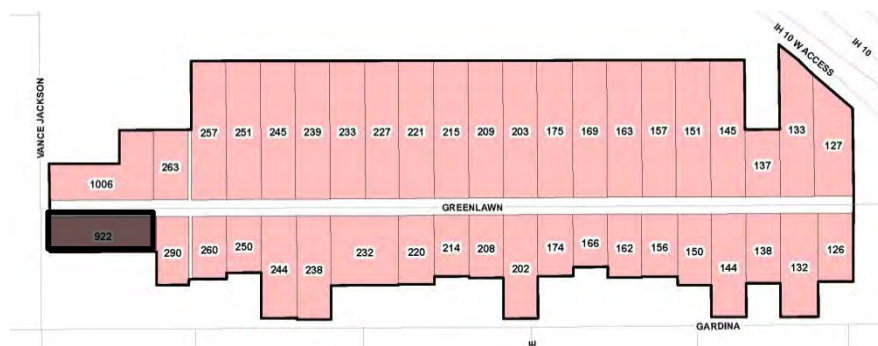 IH 10
IH 10 W ACCESS
VANCE JACKSON
257 251 245 239 233 227 221 215 209 203 175 169 163 157 151 145 133
137 127
263
1006
GREENLAWN
922
290 260 250 244 238 232 220 214 208 202 174 166 162 156 150 144 138 132 126
GARDINA
E